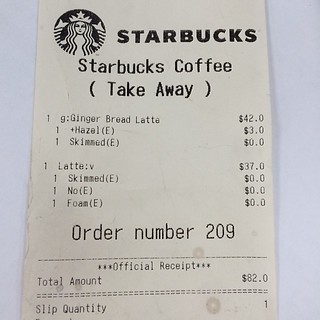 STARBUCKS
Starbucks Coffee
( Take Away )
1 g:Ginger Bread Latte $42.0
1 +Hazel(E) $3.0
1 Skimmed(E) $0.0
1 Latte:v $37.0
1 Skimmed(E) $0.0
1 No(E) $0.0
1 Foam(E) $0.0
Order number 209
***Official Receipt***
Total Amount $82.0
Slip Quantity 1